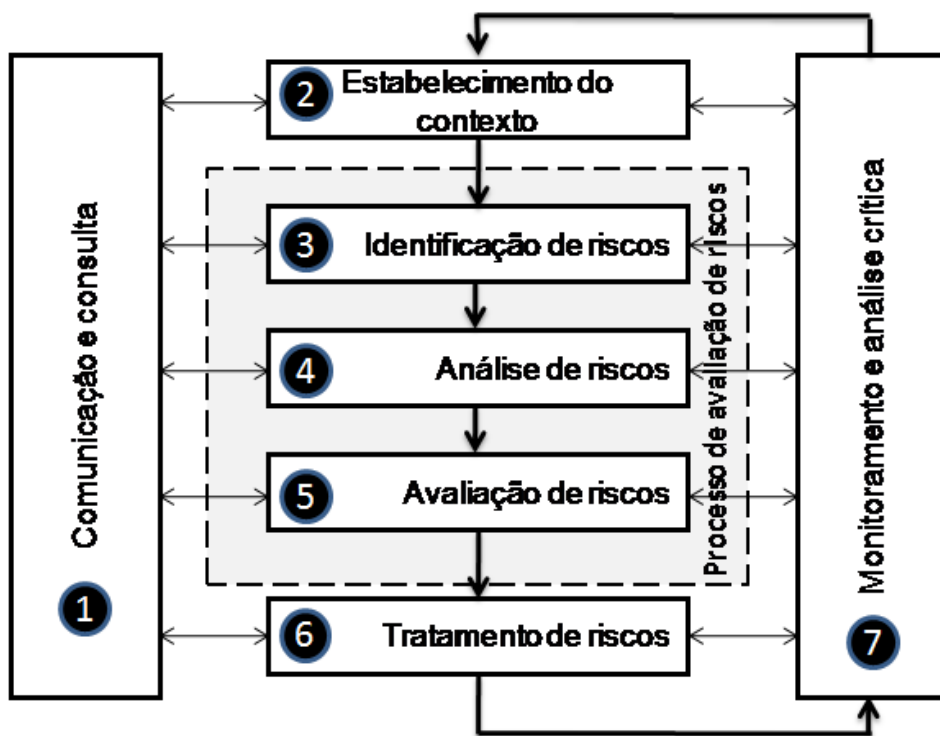 Comunicação e consulta
1
2
Estabelecimento do
contexto
3
Identificação de riscos
4
Análise de riscos
5
Avaliação de riscos
Processo de avaliação de riscos
6
Tratamento de riscos
Monitoramento e análise crítica
7